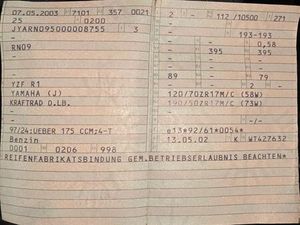 07.05.2003 7101 357 0021
25 0200
JYARN095000008755 3
RN09
YZF R1
YAMAHA (J)
KRAFTRAD O.LB.
97/24:UEBER 175 CCM;4-T
Benzin
0001 0206 998
2 - 112 /10500 271
- -
- 193-193
- - 0,58
- 395 395
- -
89 79
2 -
120/70ZR17M/C (58W)
190/50ZR17M/C (73W)
- -/-
e13*92/61*0054*
13.05.02 K WT427632
REIFENFABRIKATSBINDUNG GEM.BETRIEBSERLAUBNIS BEACHTEN*